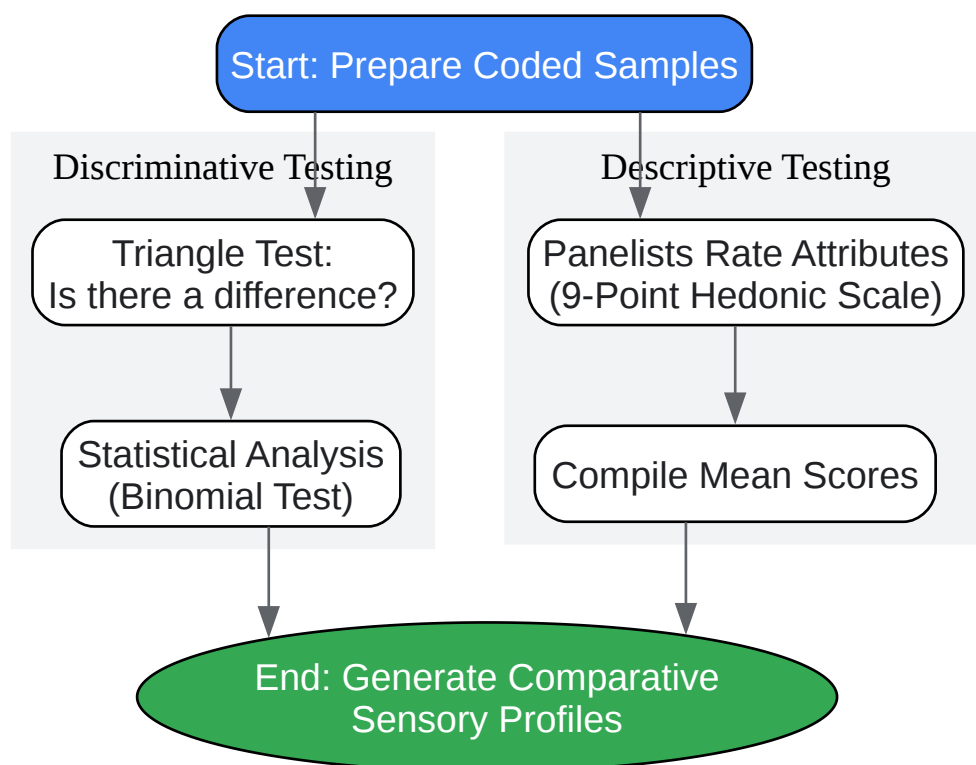 Start: Prepare Coded Samples
Discriminative Testing
Triangle Test:
Is there a difference?
Statistical Analysis
(Binomial Test)
Descriptive Testing
Panelists Rate Attributes
(9-Point Hedonic Scale)
Compile Mean Scores
End: Generate Comparative
Sensory Profiles